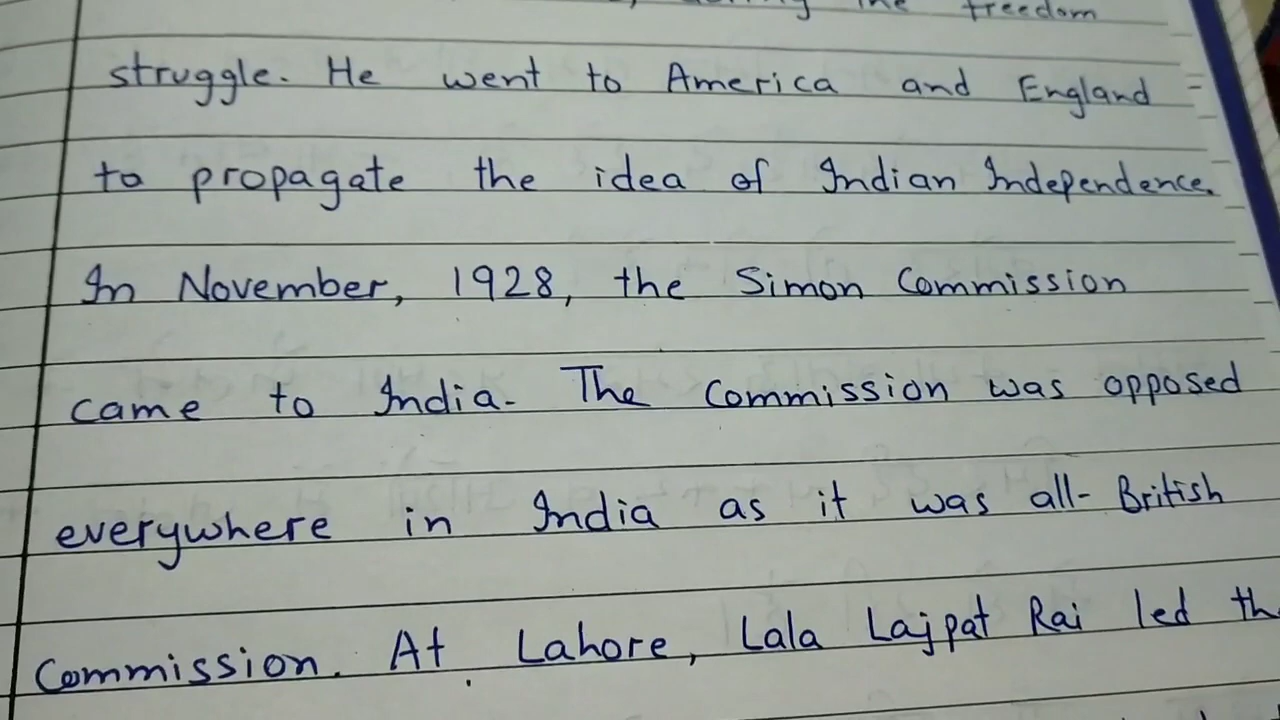 the freedom
struggle. He went to America and England
to propagate the idea of Indian Independence.
In November, 1928, the Simon Commission
came to India. The Commission was opposed
everywhere in India as it was all-British
Commission. At Lahore, Lala Lajpat Rai led